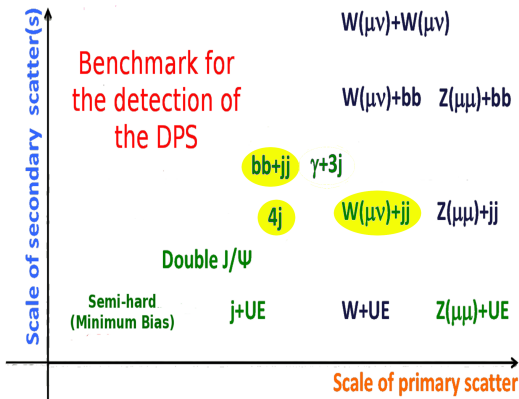 W(μν)+W(μν)
Benchmark for
the detection of
the DPS
W(μν)+bb Z(μμ)+bb
bb+jj γ+3j
4j W(μν)+jj Z(μμ)+jj
Double J/Ψ
Semi-hard
(Minimum Bias) j+UE W+UE Z(μμ)+UE
Scale of primary scatter
Scale of secondary scatter(s)